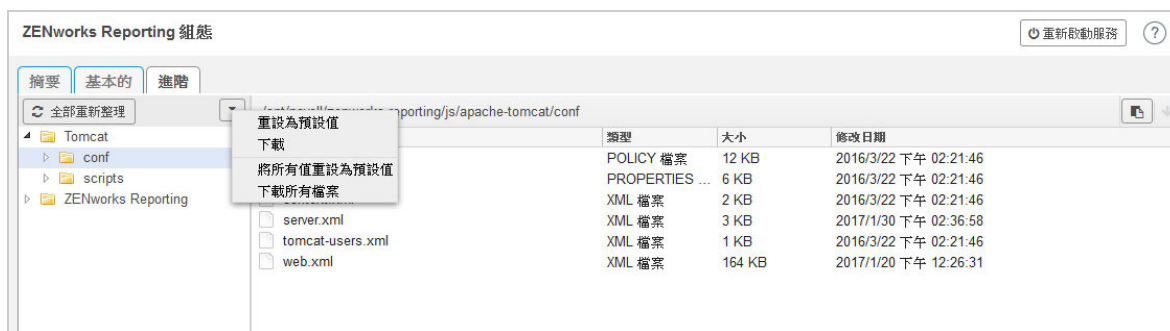 ZENworks Reporting 組態
重新啟動服務 ?
摘要 基本的 進階
全部重新整理
porting/js/apache-tomcat/conf
重設為預設值
下載
將所有值重設為預設值
下載所有檔案
類型 大小 修改日期
Tomcat
conf
scripts
ZENworks Reporting
POLICY 檔案 12 KB 2016/3/22 下午 02:21:46
PROPERTIES ... 6 KB 2016/3/22 下午 02:21:46
XML 檔案 2 KB 2016/3/22 下午 02:21:46
server.xml XML 檔案 3 KB 2017/1/30 下午 02:36:58
tomcat-users.xml XML 檔案 1 KB 2016/3/22 下午 02:21:46
web.xml XML 檔案 164 KB 2017/1/20 下午 12:26:31